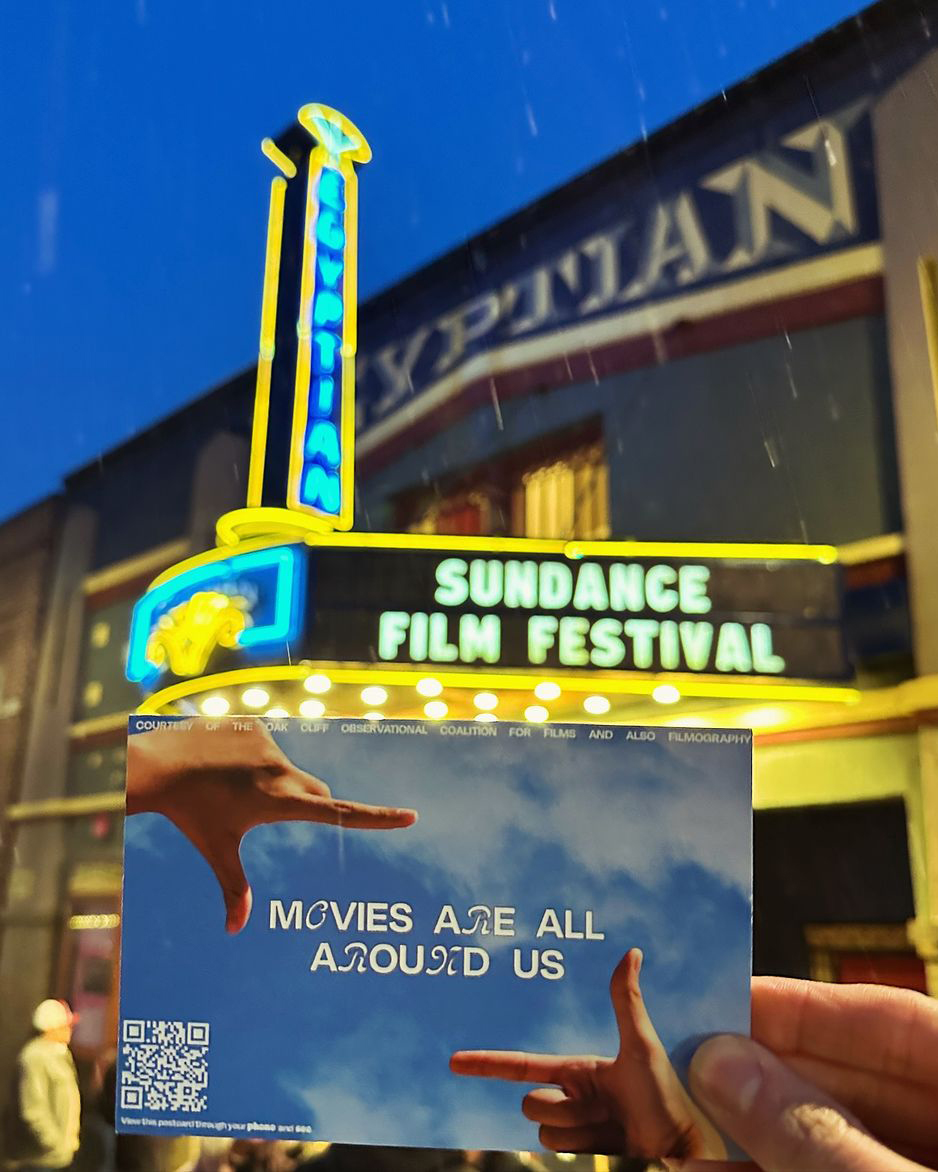 EGYPTIAN
YPTIAN
SUNDANCE
FILM FESTIVAL
COURTESY OF THE OAK CLIFF OBSERVATIONAL COALITION FOR FILMS AND ALSO FILMOGRAPHY
MOVIES ARE ALL
AROUND US
View this postcard through your phone and see.